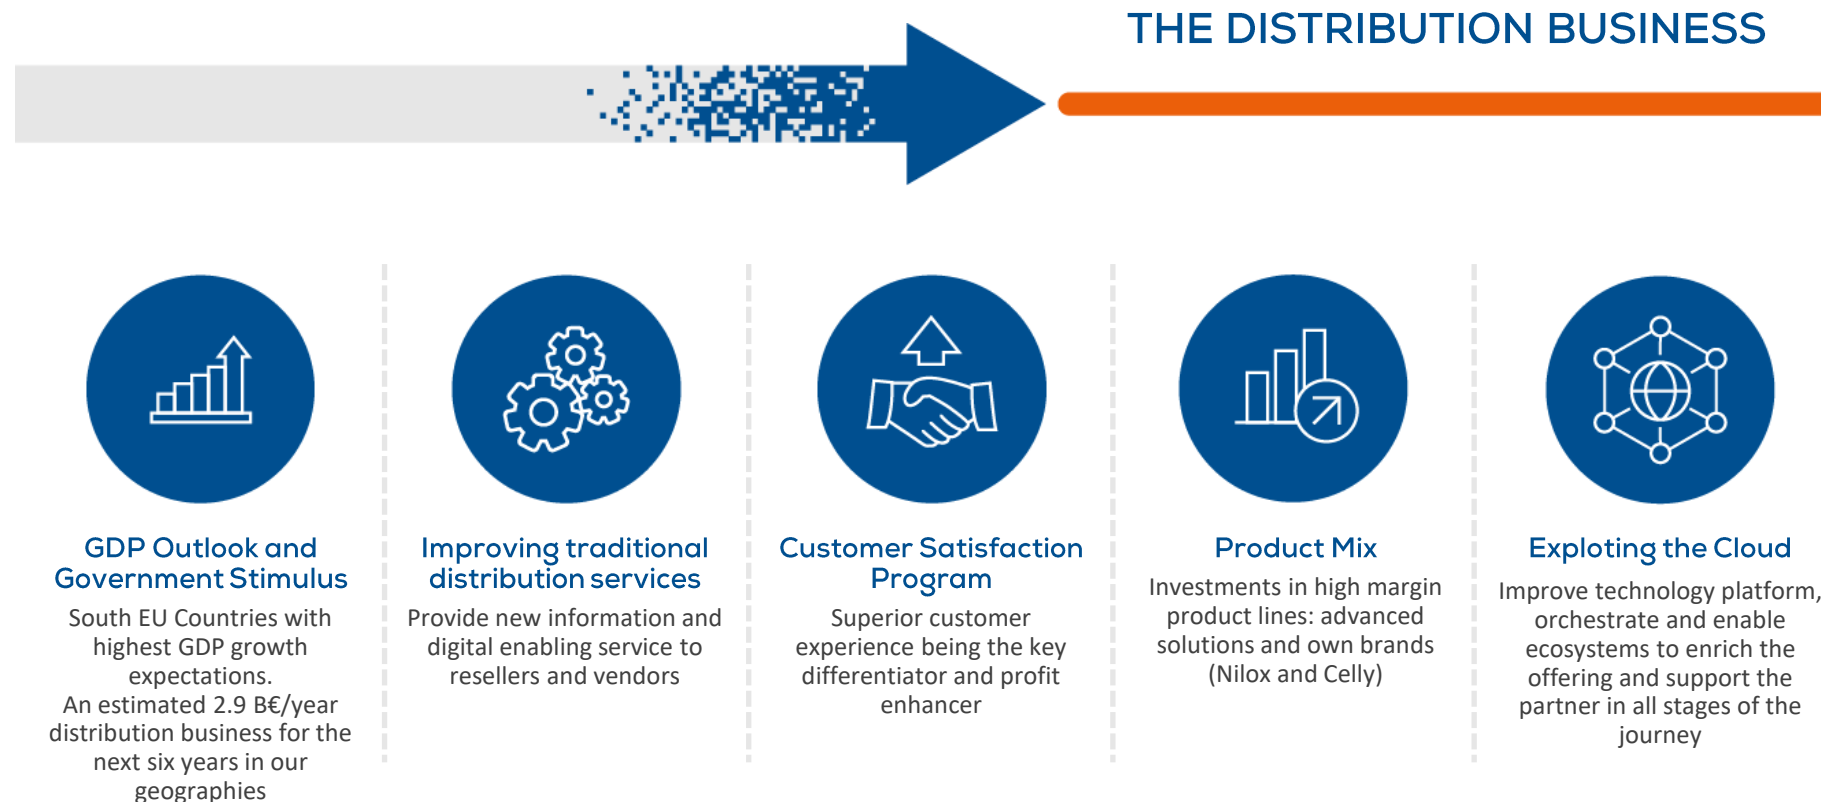 THE DISTRIBUTION BUSINESS
GDP Outlook and
Government Stimulus
South EU Countries with
highest GDP growth
expectations.
An estimated 2.9 B€/year
distribution business for the
next six years in our
geographies
Improving traditional
distribution services
Provide new information and
digital enabling service to
resellers and vendors
Customer Satisfaction
Program
Superior customer
experience being the key
differentiator and profit
enhancer
Product Mix
Investments in high margin
product lines: advanced
solutions and own brands
(Nilox and Celly)
Exploting the Cloud
Improve technology platform,
orchestrate and enable
ecosystems to enrich the
offering and support the
partner in all stages of the
journey